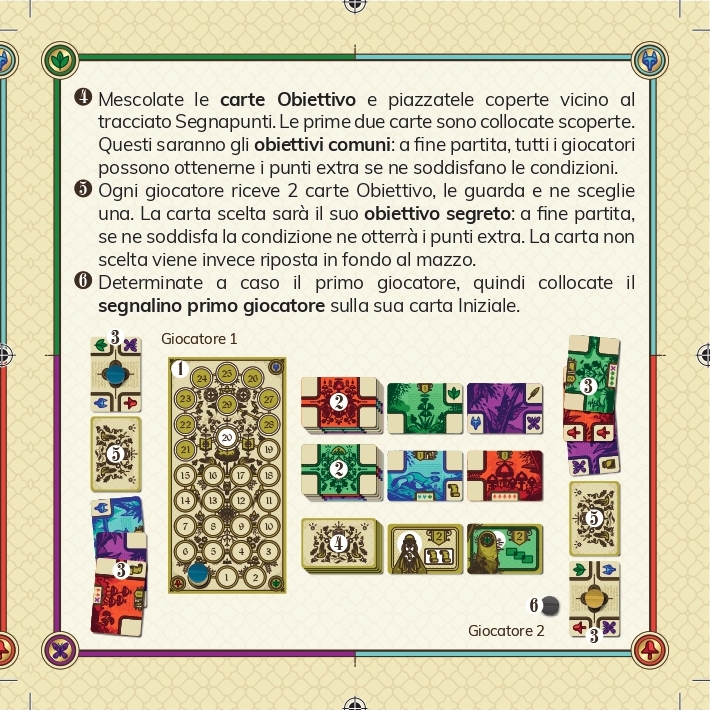 4 Mescolate le carte Obiettivo e piazzatele coperte vicino al
tracciato Segnapunti. Le prime due carte sono collocate scoperte.
Questi saranno gli obiettivi comuni: a fine partita, tutti i giocatori
possono ottenerne i punti extra se ne soddisfano le condizioni.
5 Ogni giocatore riceve 2 carte Obiettivo, le guarda e ne sceglie
una. La carta scelta sarà il suo obiettivo segreto: a fine partita,
se ne soddisfa la condizione ne otterrà i punti extra. La carta non
scelta viene invece riposta in fondo al mazzo.
6 Determinate a caso il primo giocatore, quindi collocate il
segnalino primo giocatore sulla sua carta Iniziale.
Giocatore 1
3
5
3
1
24 25 26
23 29 27
22 28
20
21 19
15 16 17 18
14 13 12 11
7 8 9 10
6 5 4 3
1 2
2
2
4
2
2
3
5
6
3
Giocatore 2